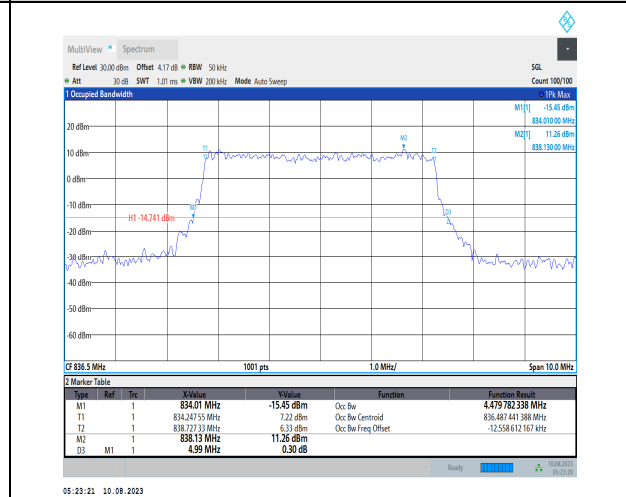 MultiView Spectrum
Ref Level 30.00 dBm Offset 4.17 dB RBW 50 kHz SGL
Att 30 dB SWT 1.01 ms VBW 200 kHz Mode Auto Sweep Count 100/100
1 Occupied Bandwidth 1Pk Max
M1[1] -15.45 dBm
834.01000 MHz
M2[1] 11.26 dBm
838.13000 MHz
20 dBm
M2
T1
T2
10 dBm
0 dBm
-10 dBm
M1
D3
H1 -14.741 dBm
-20 dBm
-30 dBm
-40 dBm
-50 dBm
-60 dBm
CF 836.5 MHz 1001 pts 1.0 MHz/ Span 10.0 MHz
2 Marker Table
Type Ref Trc X-Value Y-Value Function Function Result
M1 1 834.01 MHz -15.45 dBm Occ Bw 4.479 782 338 MHz
T1 1 834.247 55 MHz 7.22 dBm Occ Bw Centroid 836.487 441 388 MHz
T2 1 838.727 33 MHz 6.33 dBm Occ Bw Freq Offset -12.558 612 167 kHz
M2 1 838.13 MHz 11.26 dBm
D3 M1 1 4.99 MHz 0.30 dB
Ready 10.08.2023
05:23:20
05:23:21 10.08.2023